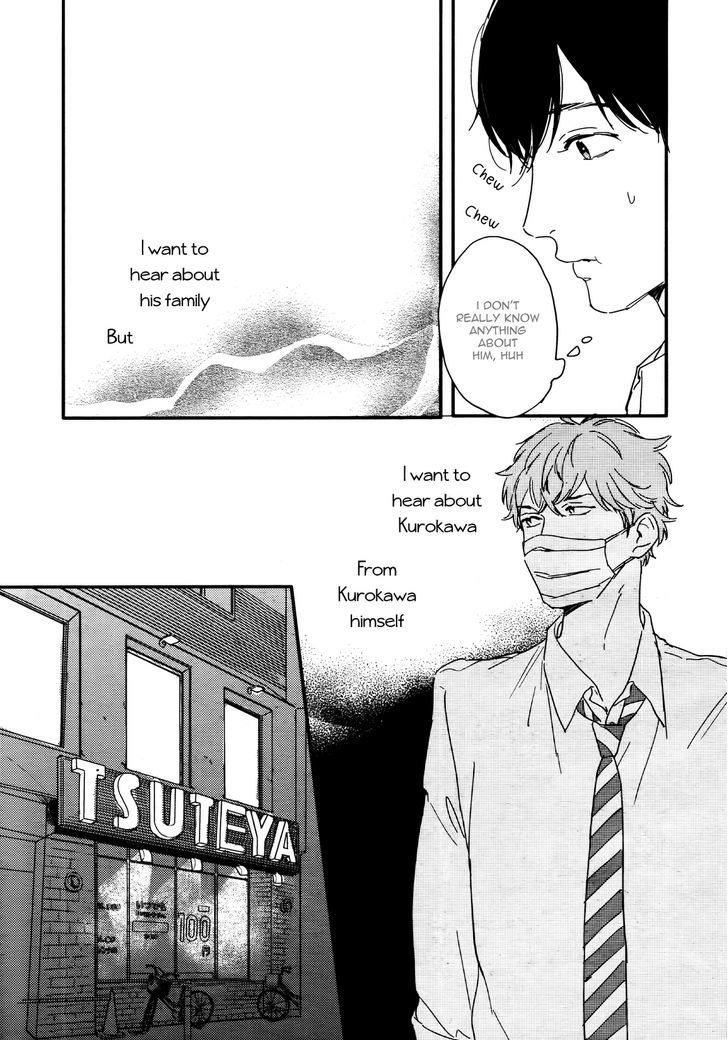 Chew
Chew
I DON'T
REALLY KNOW
ANYTHING
ABOUT
HIM, HUH
I want to
hear about
his family
But
I want to
hear about
Kurokawa
From
Kurokawa
himself
TSUTEYA
100
円